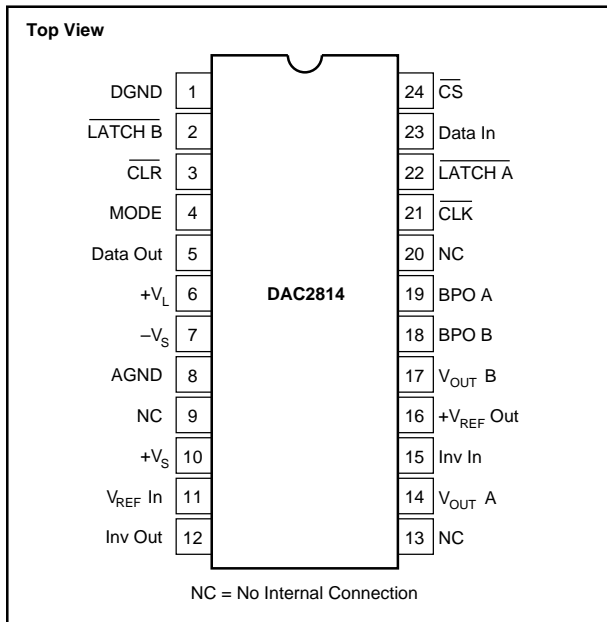 Top View
DGND 1 24 CS
LATCH B 2 23 Data In
CLR 3 22 LATCH A
MODE 4 21 CLK
Data Out 5 20 NC
+VL 6 DAC2814 19 BPO A
–VS 7 18 BPO B
AGND 8 17 VOUT B
NC 9 16 +VREF Out
+VS 10 15 Inv In
VREF In 11 14 VOUT A
Inv Out 12 13 NC
NC = No Internal Connection